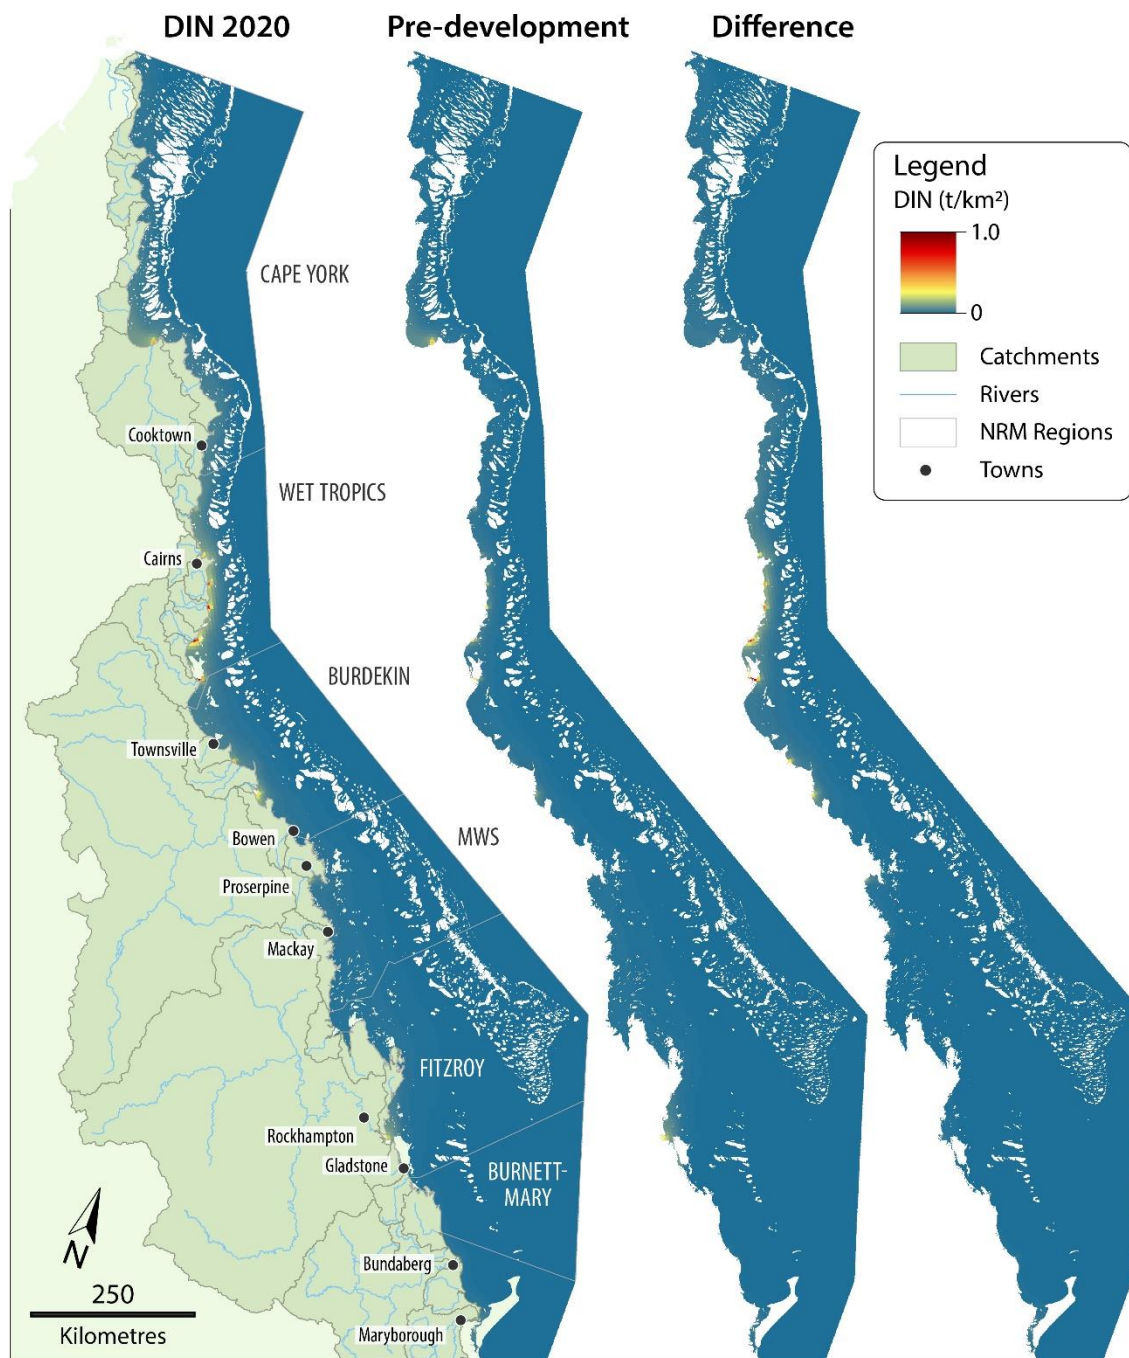 DIN 2020
Pre-development
Difference
Legend
DIN (t/km²)
1.0
0
Catchments
Rivers
NRM Regions
Towns
CAPE YORK
Cooktown
WET TROPICS
Cairns
BURDEKIN
Townsville
MWS
Bowen
Proserpine
Mackay
FITZROY
Rockhampton
Gladstone
BURNETT-
MARY
N
Bundaberg
250
Kilometres
Maryborough